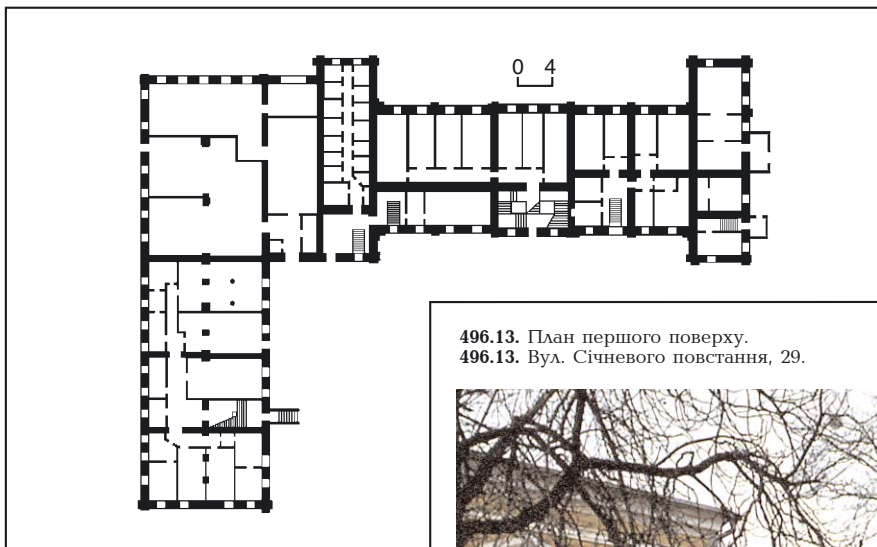 0 4
496.13. План першого поверху.
496.13. Вул. Січневого повстання, 29.